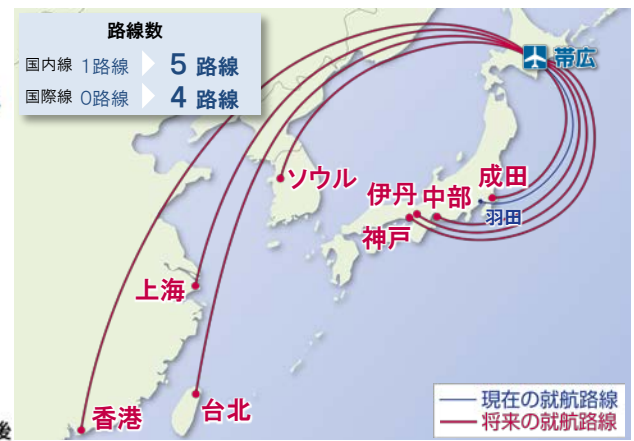 路線数
国内線 1路線 5 路線
国際線 0路線 4 路線
帯広
ソウル
成田
伊丹 中部
羽田
神戸
上海
台北
香港
後
現在の就航路線
将来の就航路線